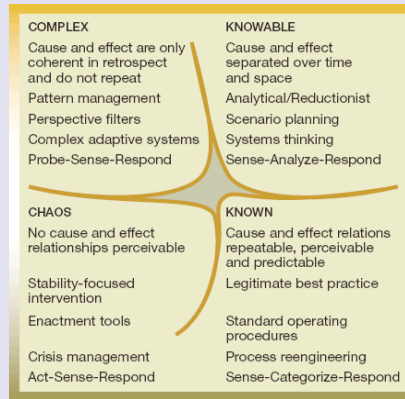 COMPLEX
Cause and effect are only
coherent in retrospect
and do not repeat
Pattern management
Perspective filters
Complex adaptive systems
Probe-Sense-Respond
KNOWABLE
Cause and effect
separated over time
and space
Analytical/Reductionist
Scenario planning
Systems thinking
Sense-Analyze-Respond
CHAOS
No cause and effect
relationships perceivable
Stability-focused
intervention
Enactment tools
Crisis management
Act-Sense-Respond
KNOWN
Cause and effect relations
repeatable, perceivable
and predictable
Legitimate best practice
Standard operating
procedures
Process reengineering
Sense-Categorize-Respond